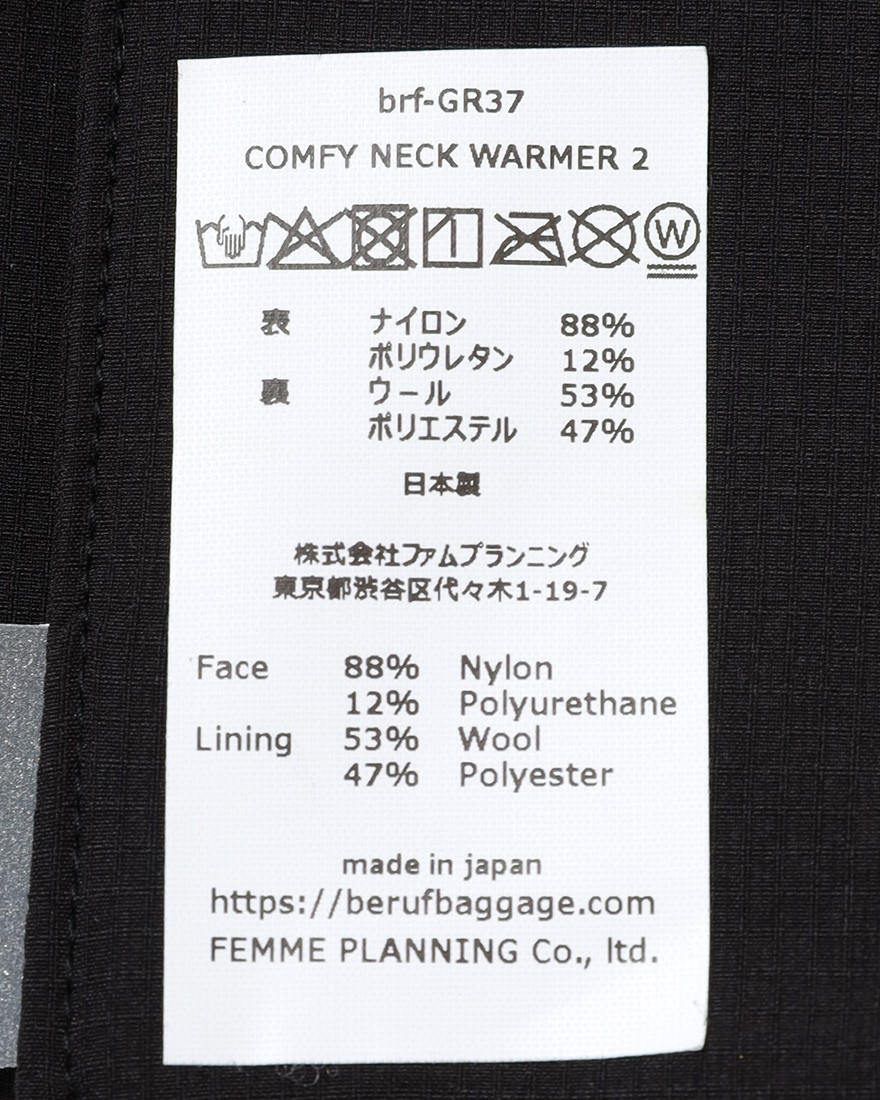 brf-GR37
COMFY NECK WARMER 2
W
表 ナイロン 88%
ポリウレタン 12%
裏 ウール 53%
ポリエステル 47%
日本製
株式会社ファムプランニング
東京都渋谷区代々木1-19-7
Face 88% Nylon
12% Polyurethane
Lining 53% Wool
47% Polyester
made in japan
https://berufbaggage.com
FEMME PLANNING Co., ltd.